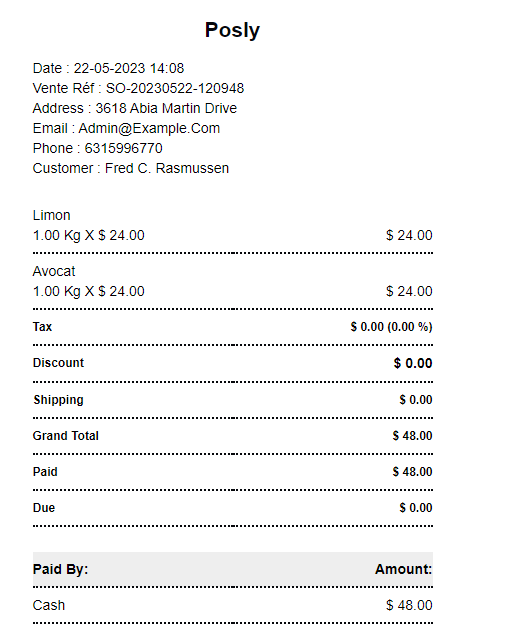 Posly
Date : 22-05-2023 14:08
Vente Réf : SO-20230522-120948
Address : 3618 Abia Martin Drive
Email : Admin@Example.Com
Phone : 6315996770
Customer : Fred C. Rasmussen
Limon
1.00 Kg X $ 24.00 $ 24.00
Avocat
1.00 Kg X $ 24.00 $ 24.00
Tax $ 0.00 (0.00 %)
Discount $ 0.00
Shipping $ 0.00
Grand Total $ 48.00
Paid $ 48.00
Due $ 0.00
Paid By: Amount:
Cash $ 48.00